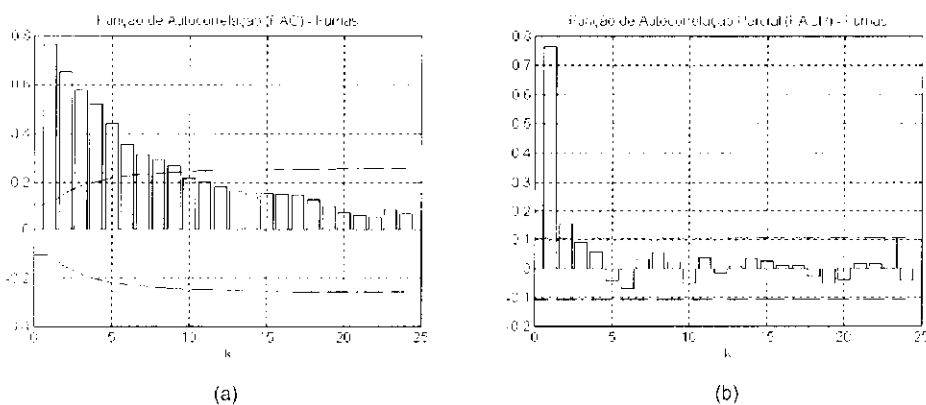 Função de Autocorrelação (FAC) - Furnas
0.8
0.6
0.4
0.2
0
-0.2
0 5 10 15 20 25
k
(a)
Função de Autocorrelação Parcial (FACP) - Furnas
0.8
0.7
0.6
0.5
0.4
0.3
0.2
0.1
0
-0.1
-0.2
0 5 10 15 20 25
k
(b)